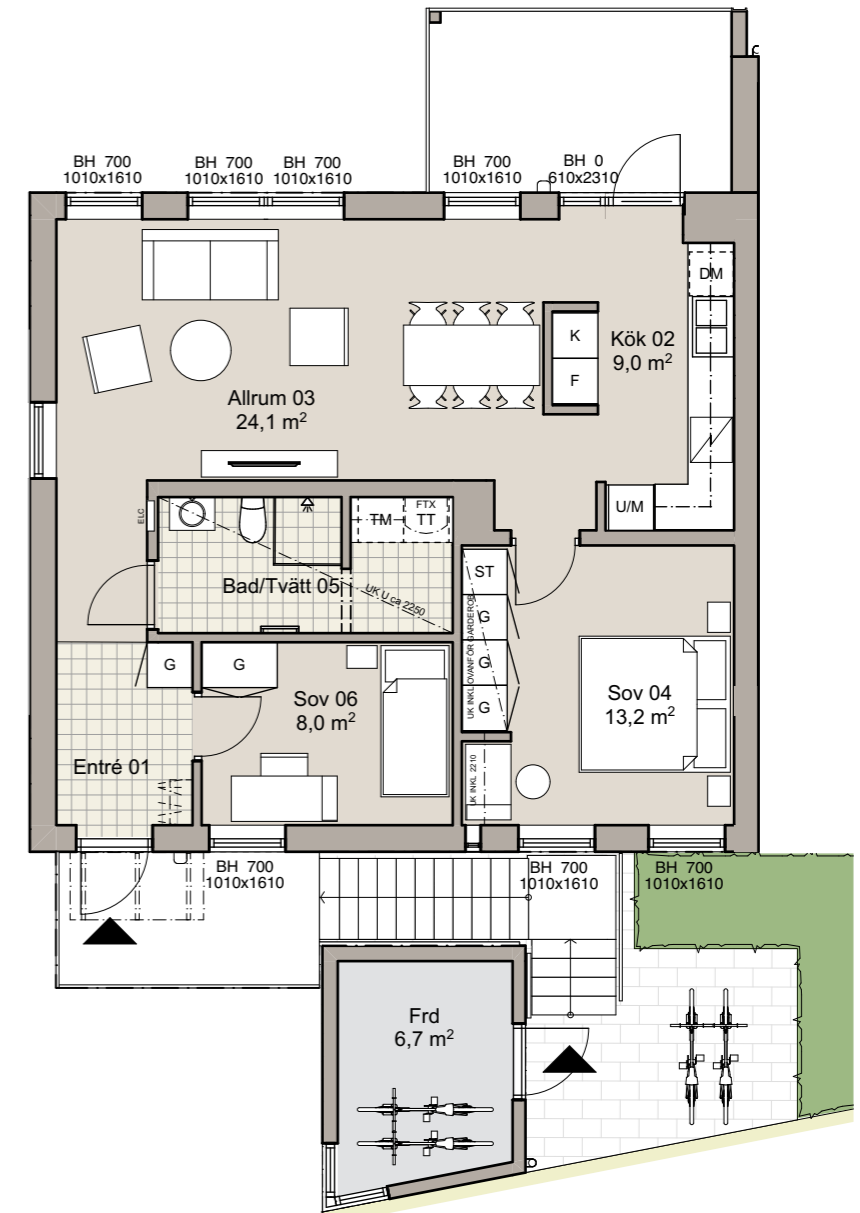 BH 700
1010x1610
BH 700
1010x1610
BH 700
1010x1610
BH 700
1010x1610
BH 0
610x2310
DM
K
F
Kök 02
9,0 m²
Allrum 03
24,1 m²
U/M
ELC
TM
FTX
TT
Bad/Tvätt 05
UK U ca 2250
ST
G
G
G
UK INKL OVANFÖR GARDEROB
G
G
Sov 06
8,0 m²
Sov 04
13,2 m²
Entré 01
UK INKL 2210
BH 700
1010x1610
BH 700
1010x1610
BH 700
1010x1610
Frd
6,7 m²